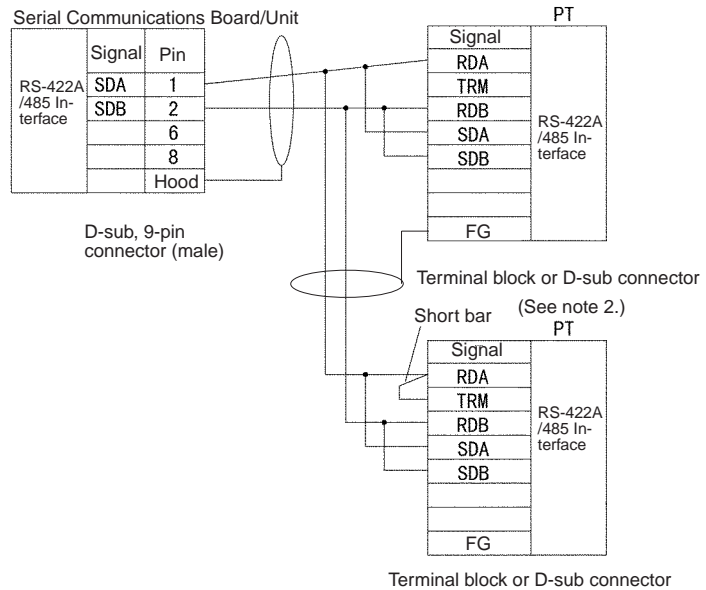 Serial Communications Board/Unit
RS-422A
/485 In-
terface
Signal Pin
SDA 1
SDB 2
6
8
Hood
D-sub, 9-pin
connector (male)
PT
Signal
RDA
TRM
RDB
SDA
SDB
FG
RS-422A
/485 In-
terface
Terminal block or D-sub connector
(See note 2.)
Short bar
PT
Signal
RDA
TRM
RDB
SDA
SDB
FG
RS-422A
/485 In-
terface
Terminal block or D-sub connector